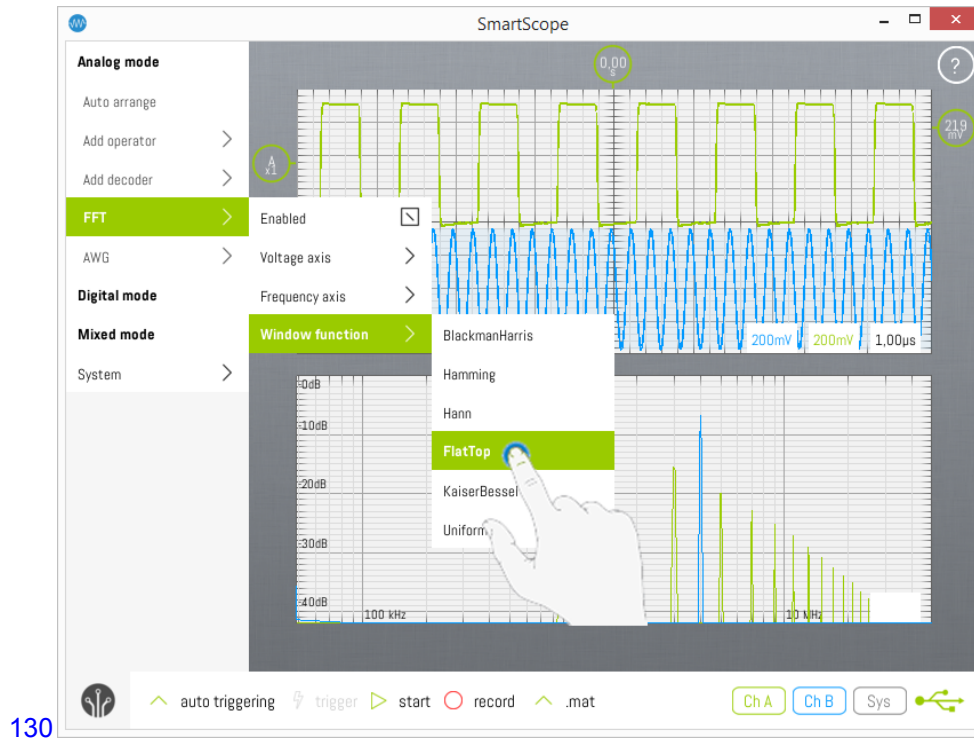 SmartScope
Analog mode
Auto arrange
Add operator
Add decoder
FFT
AWG
Digital mode
Mixed mode
System
Enabled
Voltage axis
Frequency axis
Window function
BlackmanHarris
Hamming
Hann
FlatTop
KaiserBessel
Uniform
0,00
s
?
A
x1
219
mV
200mV
200mV
1,00µs
-0dB
-10dB
-20dB
-30dB
-40dB
100 kHz
10 MHz
auto triggering
trigger
start
record
.mat
Ch A
Ch B
Sys
130